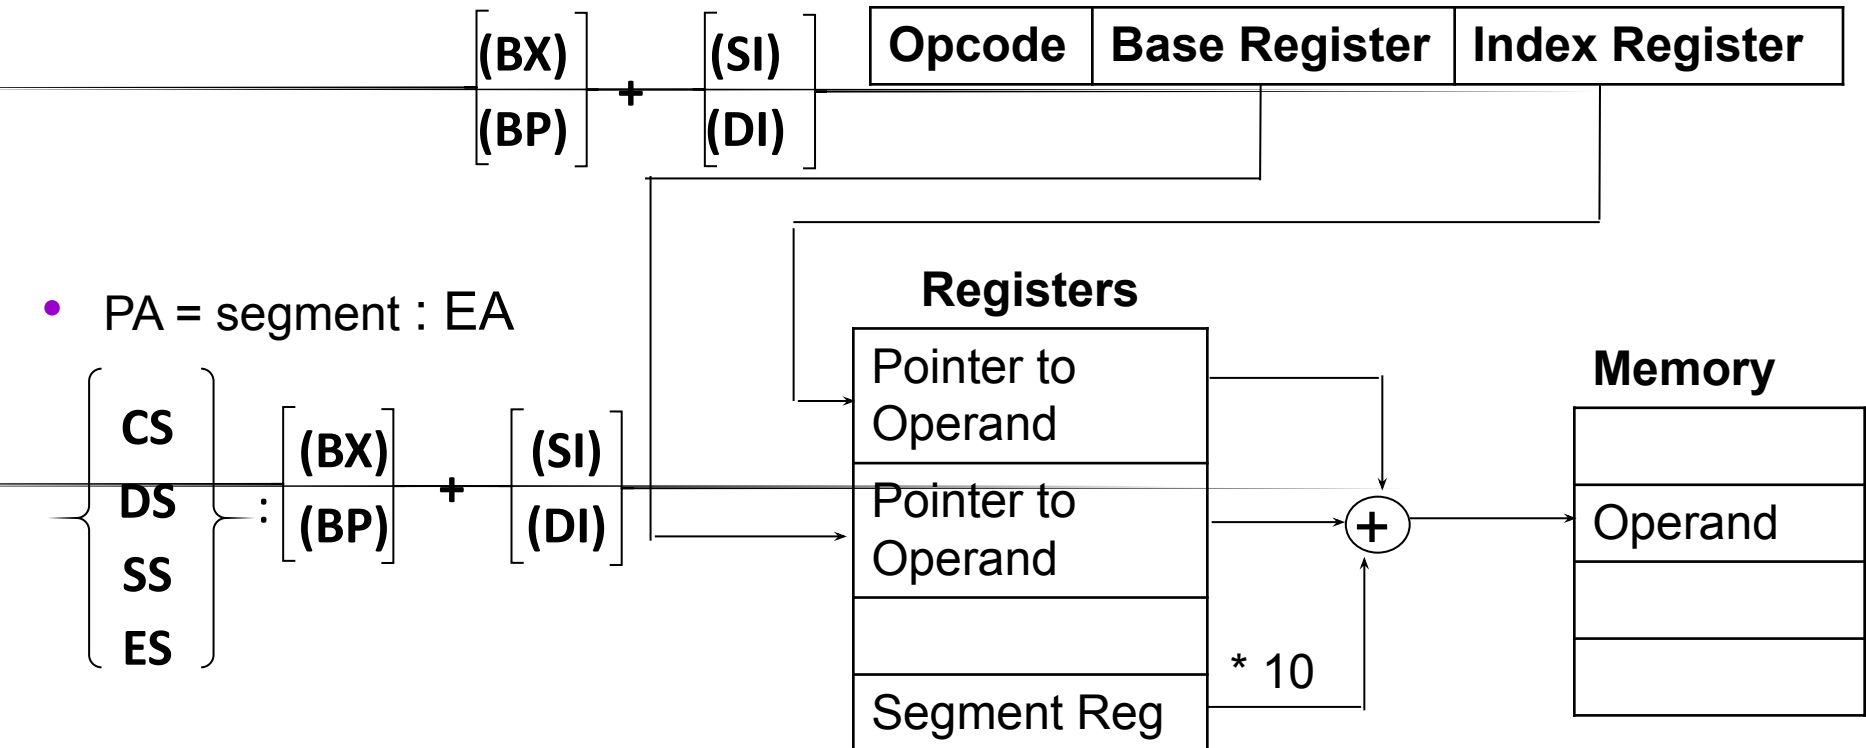 (BX) (SI)
+
(BP) (DI)
Opcode Base Register Index Register
• PA = segment : EA
CS
DS
SS
ES
:
(BX) (SI)
+
(BP) (DI)
Registers
Pointer to
Operand
Pointer to
Operand
Segment Reg
* 10
+
Memory
Operand